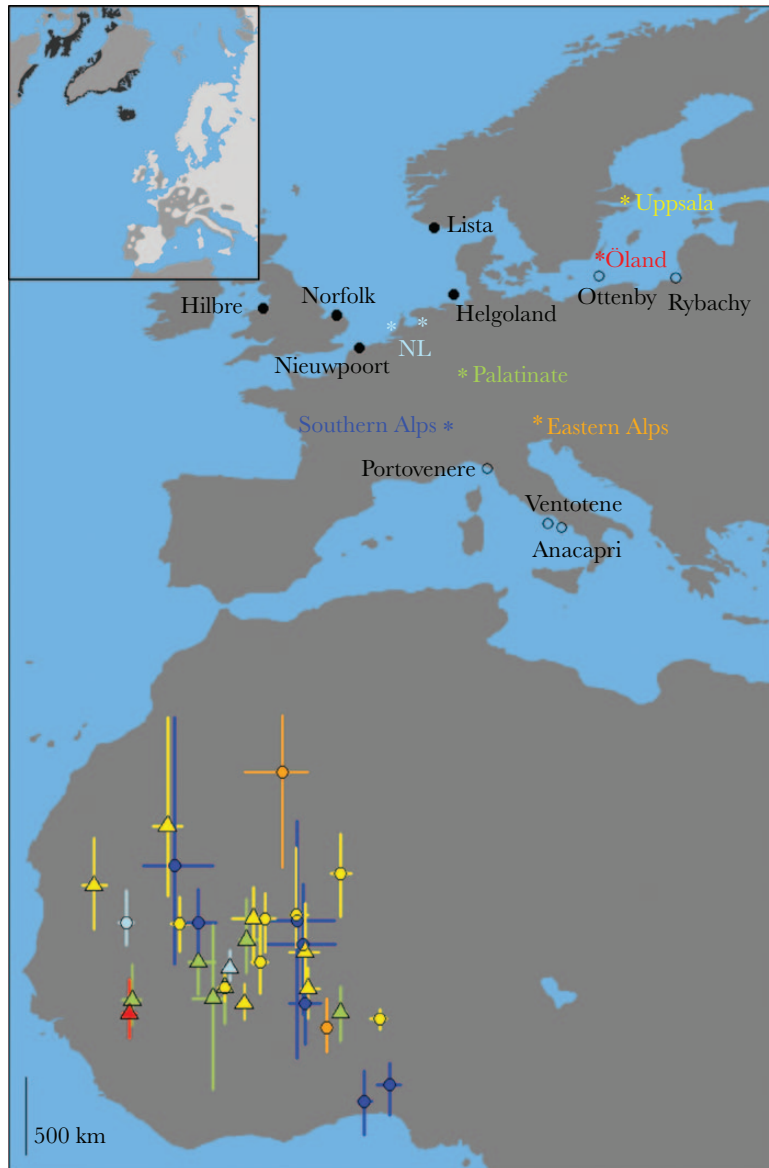 * Uppsala
Lista
* Öland
Ottenby
Rybachy
Hilbre
Norfolk
Helgoland
* *
NL
Nieuwpoort
* Palatinate
Southern Alps *
* Eastern Alps
Portovenere
Ventotene
Anacapri
500 km